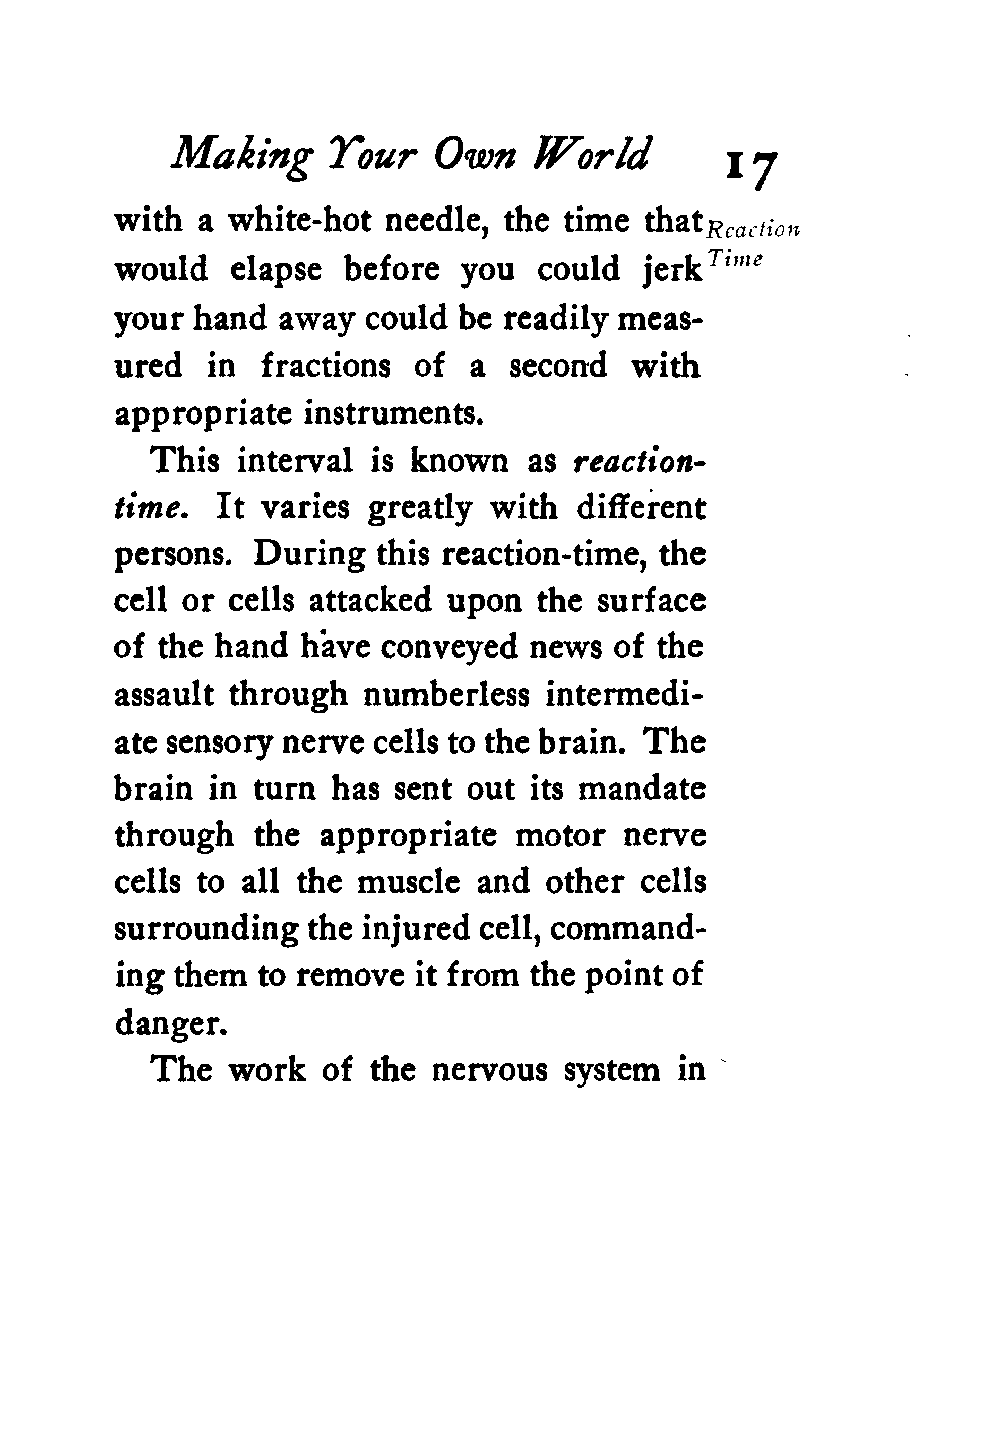 Making Your Own World 17
with a white-hot needle, the time that
Reaction
would elapse before you could jerk
Time
your hand away could be readily meas-
ured in fractions of a second with
appropriate instruments.
This interval is known as reaction-
time. It varies greatly with different
persons. During this reaction-time, the
cell or cells attacked upon the surface
of the hand have conveyed news of the
assault through numberless intermedi-
ate sensory nerve cells to the brain. The
brain in turn has sent out its mandate
through the appropriate motor nerve
cells to all the muscle and other cells
surrounding the injured cell, command-
ing them to remove it from the point of
danger.
The work of the nervous system in